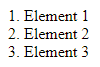 1. Element 1
2. Element 2
3. Element 3